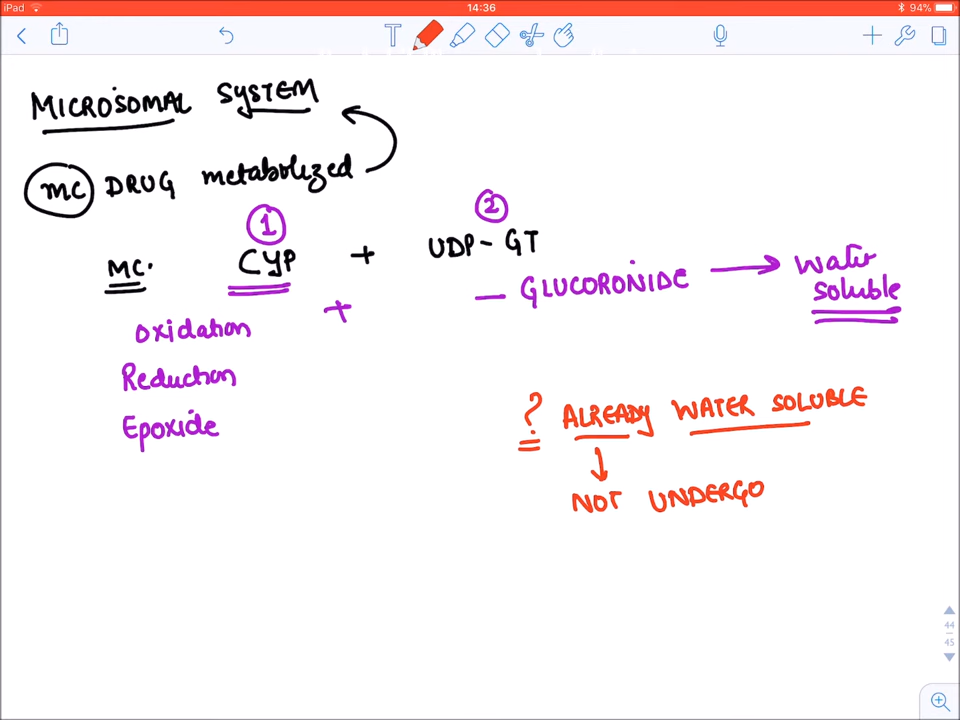 iPad 14:36 94%
T
MICROSOMAL SYSTEM
MC DRUG metabolized
1 2
MC. CYP + UDP-GT
— GLUCORONIDE → Water soluble
+
oxidation
Reduction
Epoxide
? ALREADY WATER SOLUBLE
↓
NOT UNDERGO
44
45